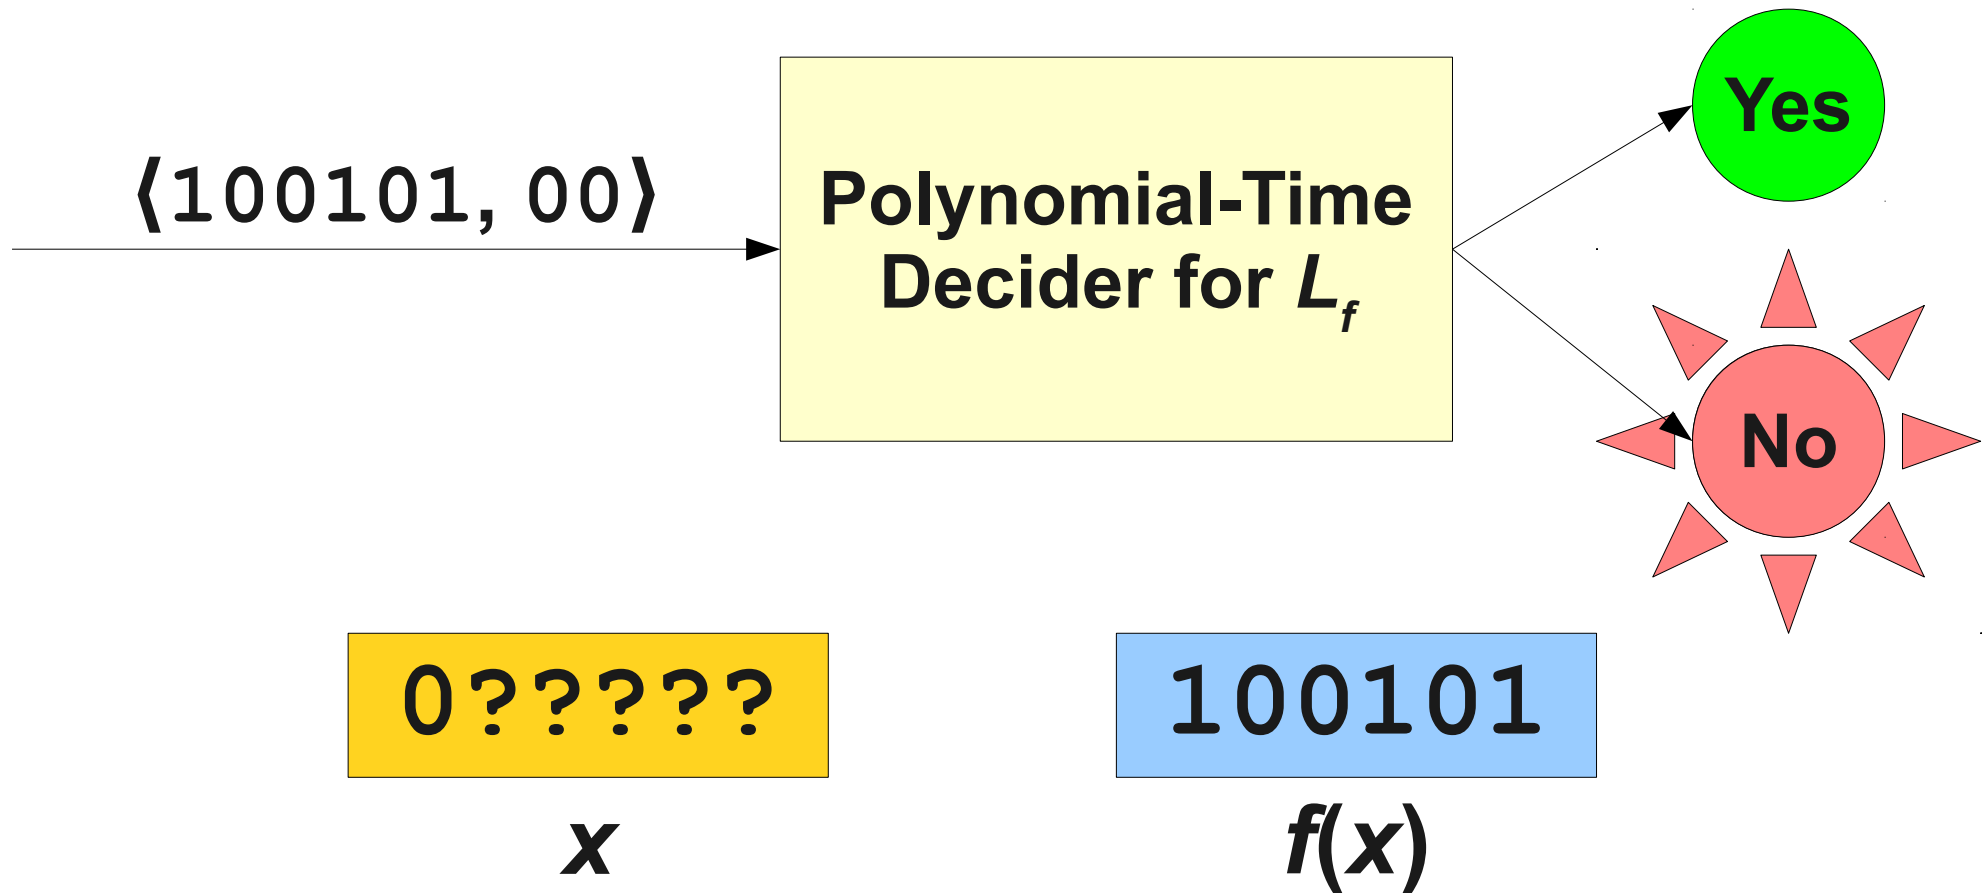 ⟨100101, 00⟩
Polynomial-Time
Decider for L_f
Yes
No
0?????
100101
x
f(x)